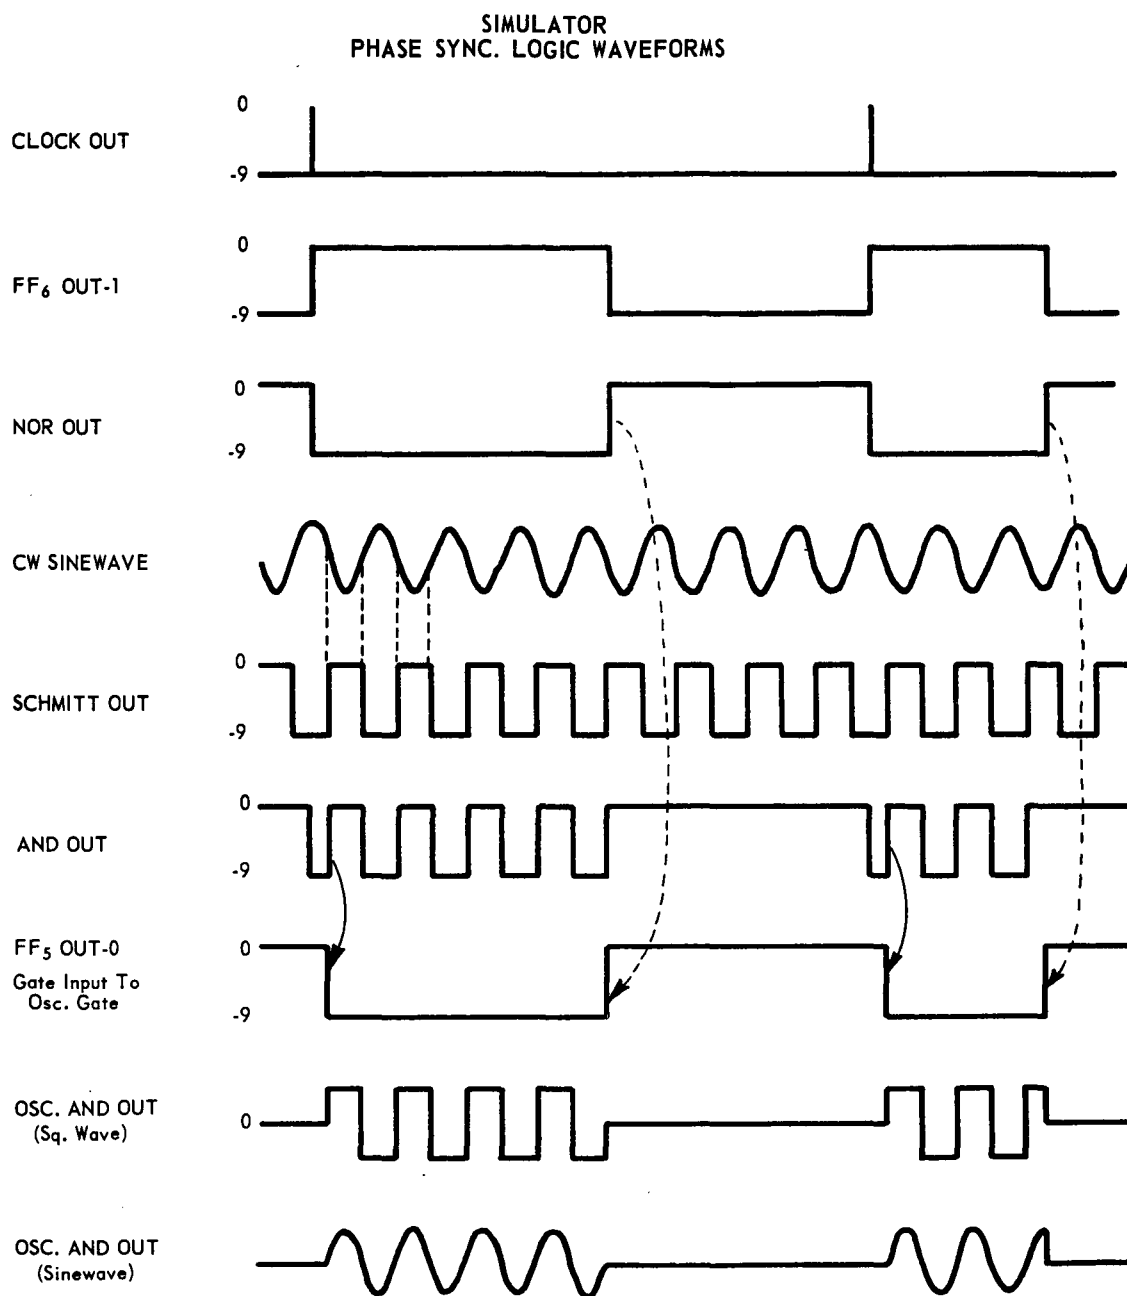 SIMULATOR
PHASE SYNC. LOGIC WAVEFORMS
0
CLOCK OUT
-9
0
FF₆ OUT-1
-9
0
NOR OUT
-9
CW SINEWAVE
0
SCHMITT OUT
-9
0
AND OUT
-9
FF₅ OUT-0
0
Gate Input To
Osc. Gate
-9
OSC. AND OUT
0
(Sq. Wave)
OSC. AND OUT
(Sinewave)